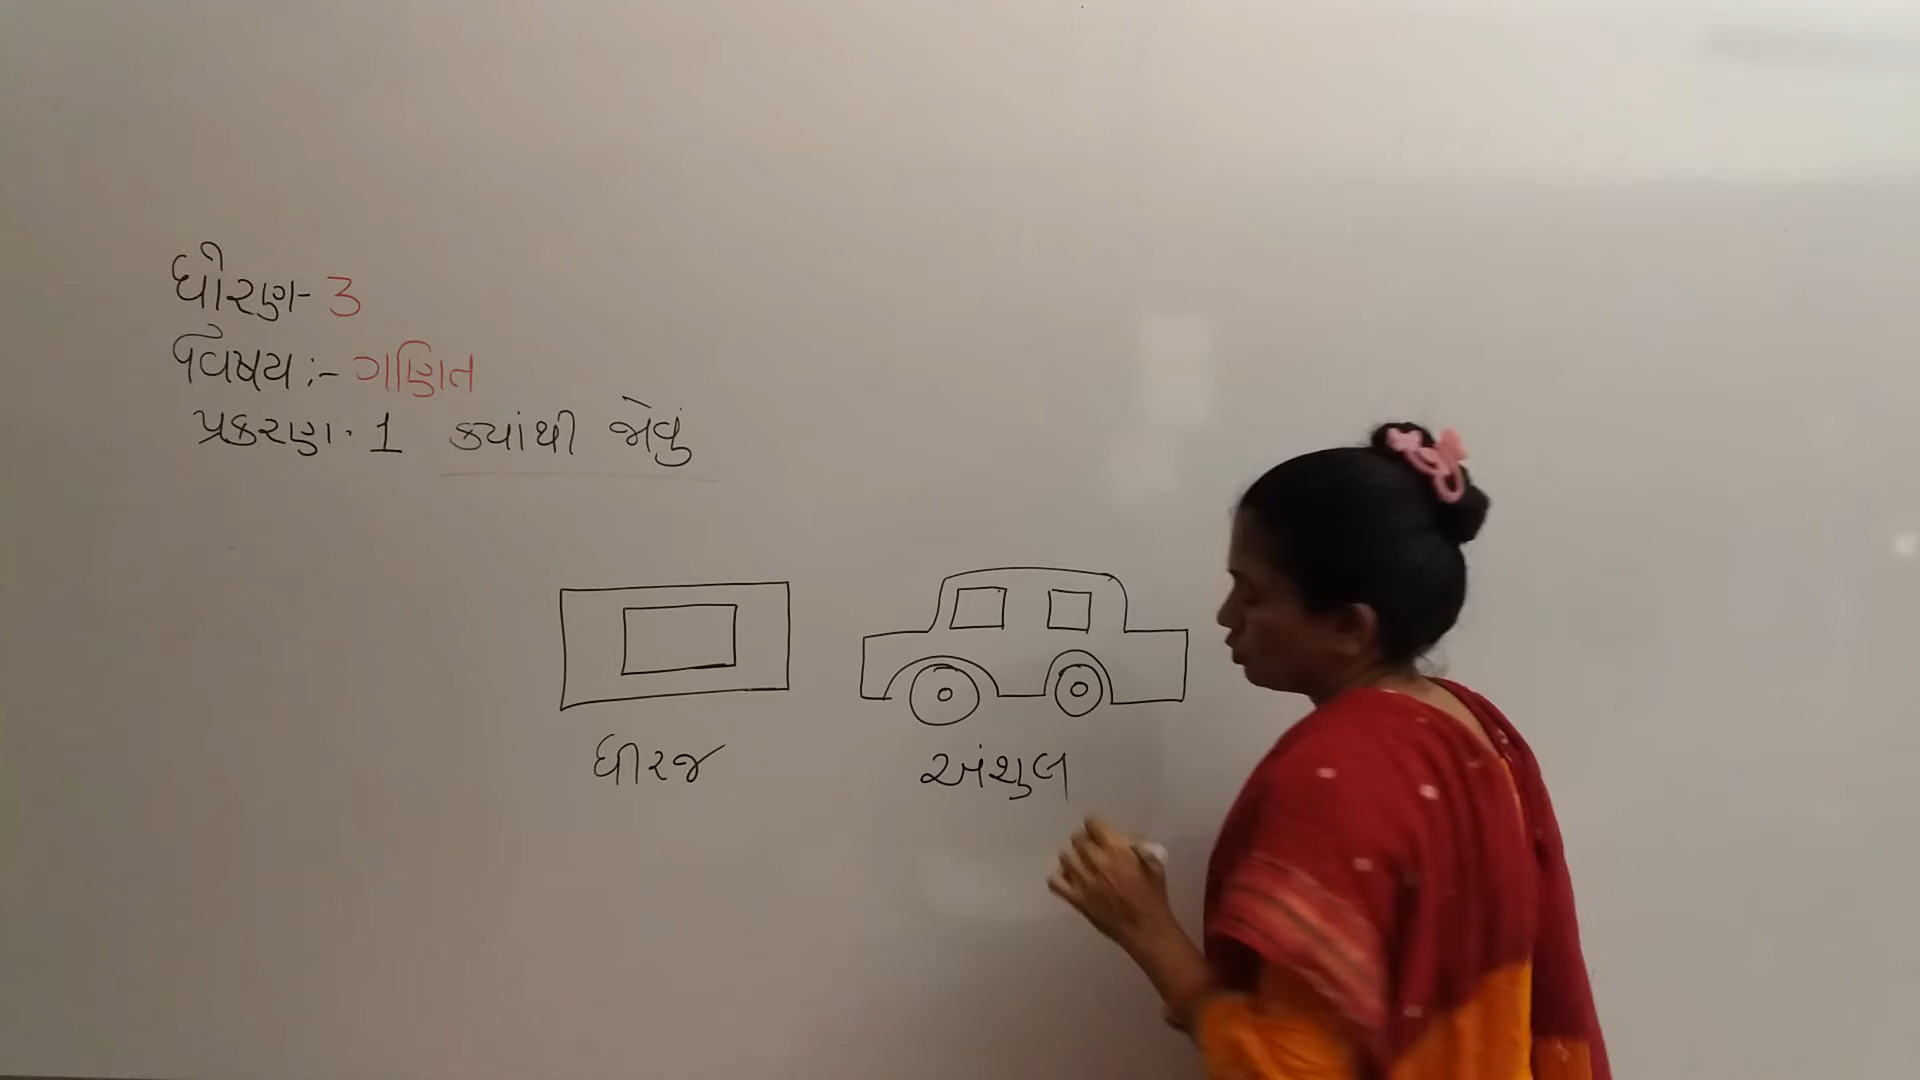 ધોરણ- 3
વિષય :- ગણિત
પ્રકરણ. 1 ક્યાંથી જોવું
ધીરજ
અંશુલ